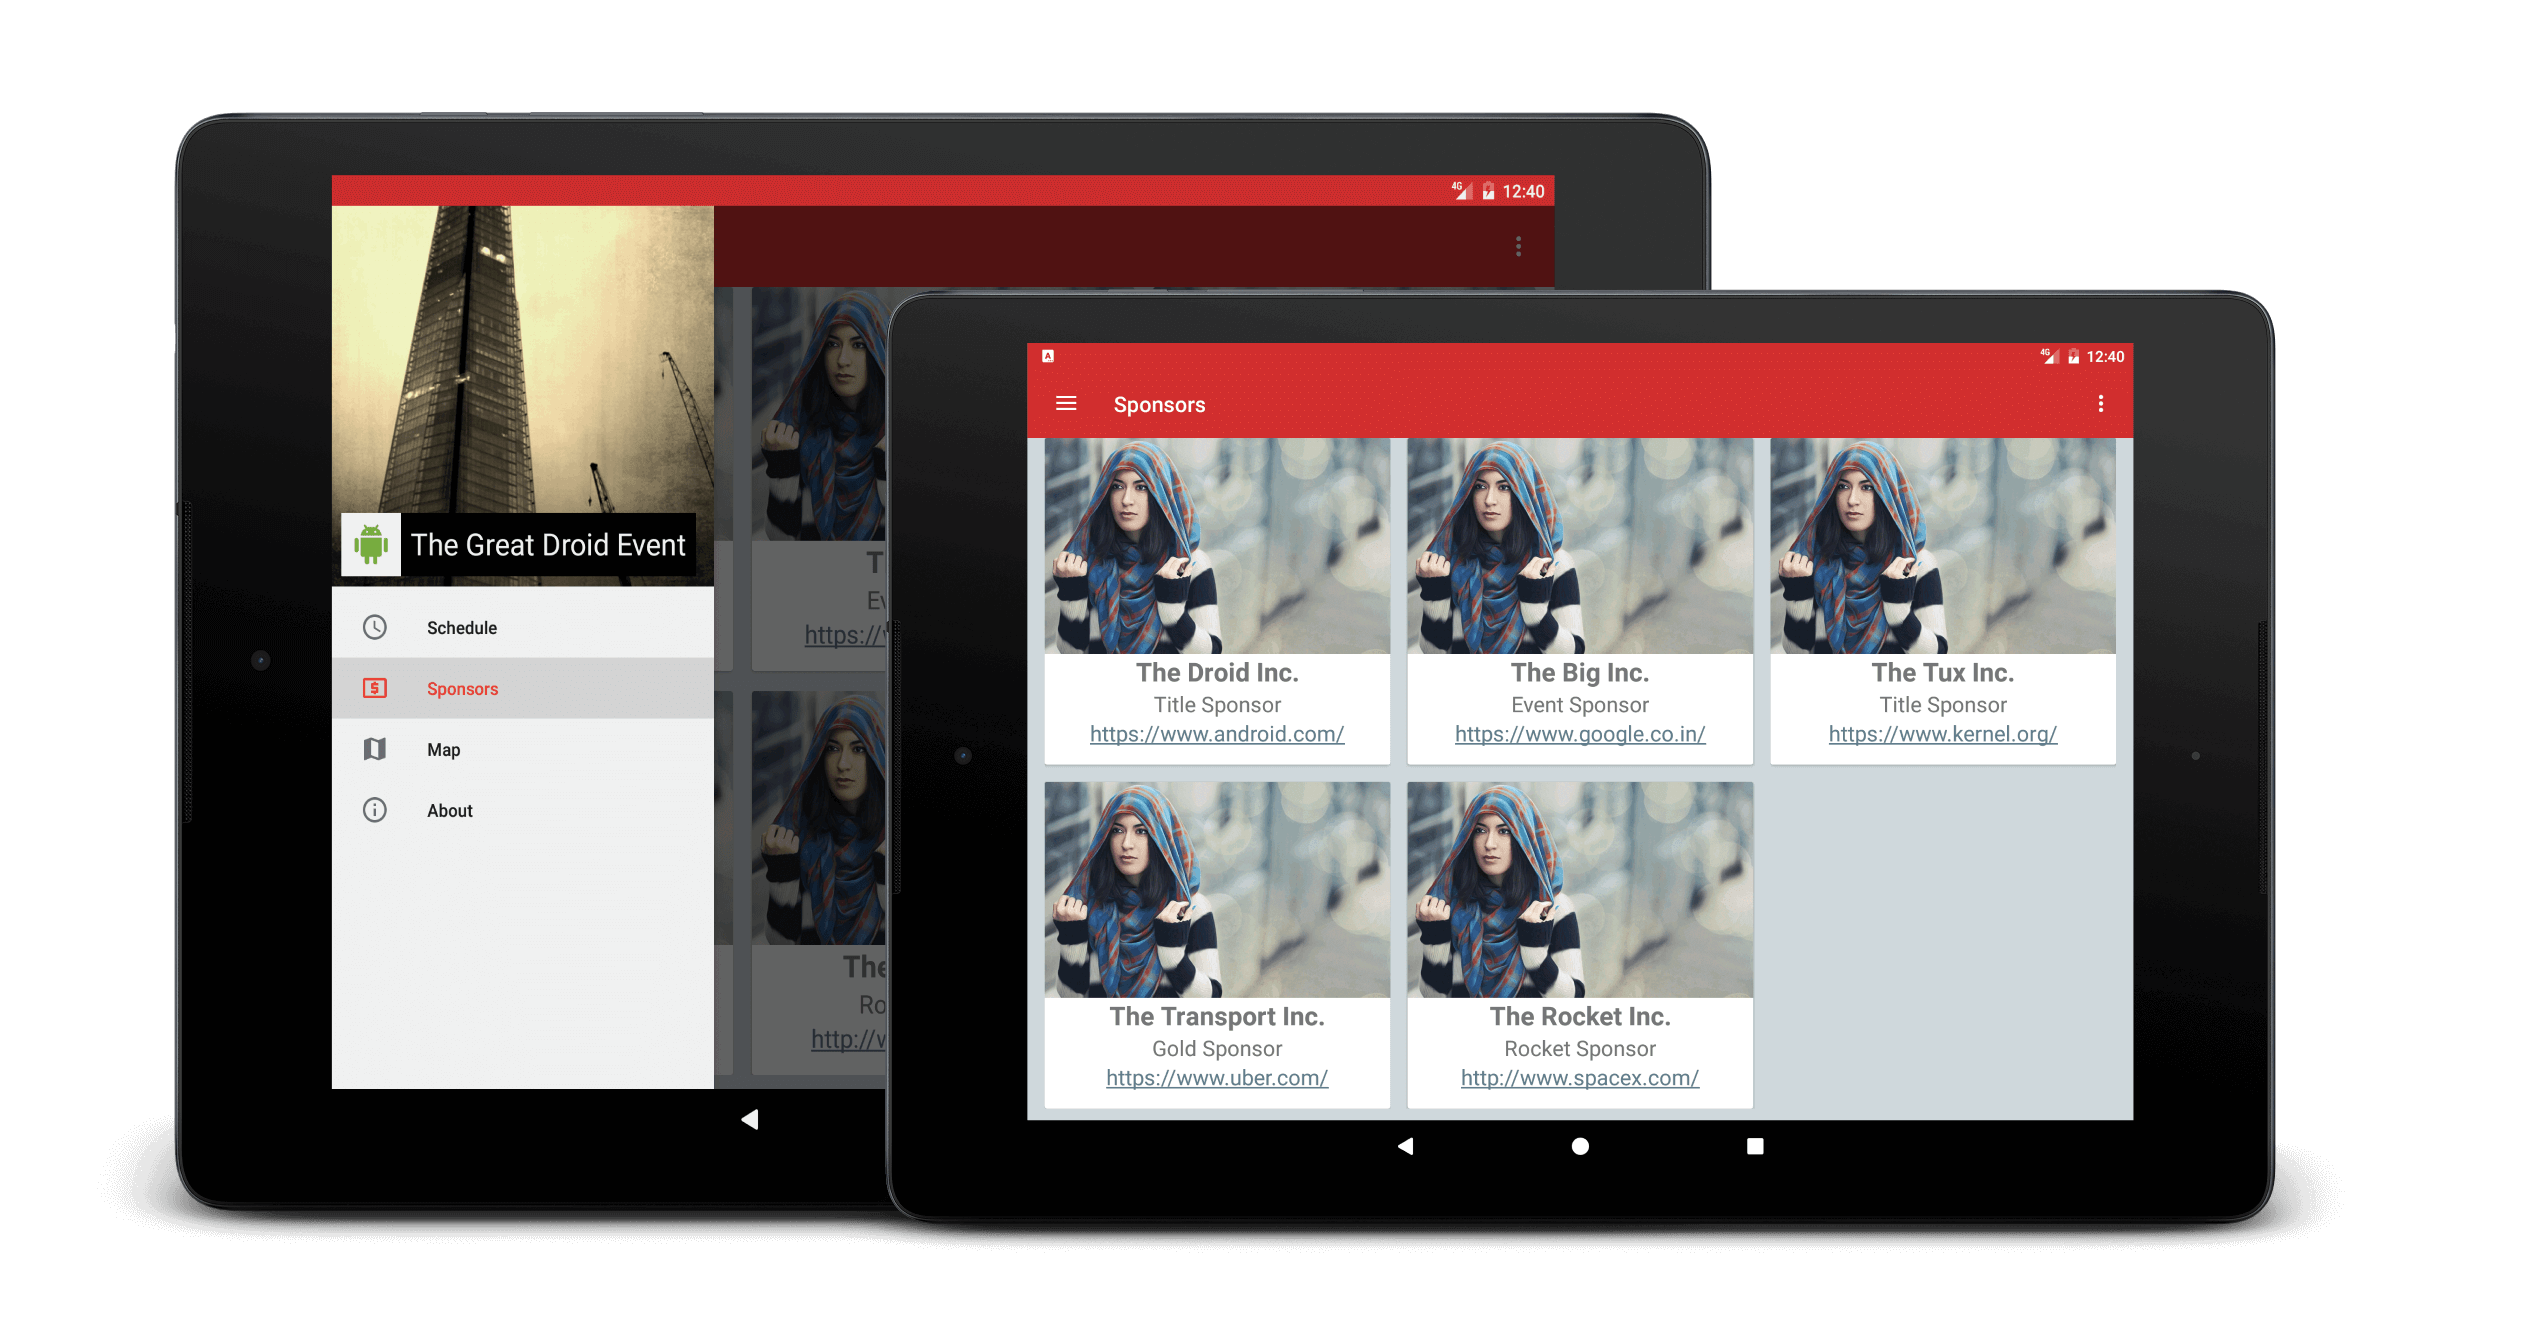 4G 12:40
The Great Droid Event
Schedule
Sponsors
Map
About
https://
The
http://
A 4G 12:40
Sponsors
The Droid Inc.
Title Sponsor
https://www.android.com/
The Big Inc.
Event Sponsor
https://www.google.co.in/
The Tux Inc.
Title Sponsor
https://www.kernel.org/
The Transport Inc.
Gold Sponsor
https://www.uber.com/
The Rocket Inc.
Rocket Sponsor
http://www.spacex.com/